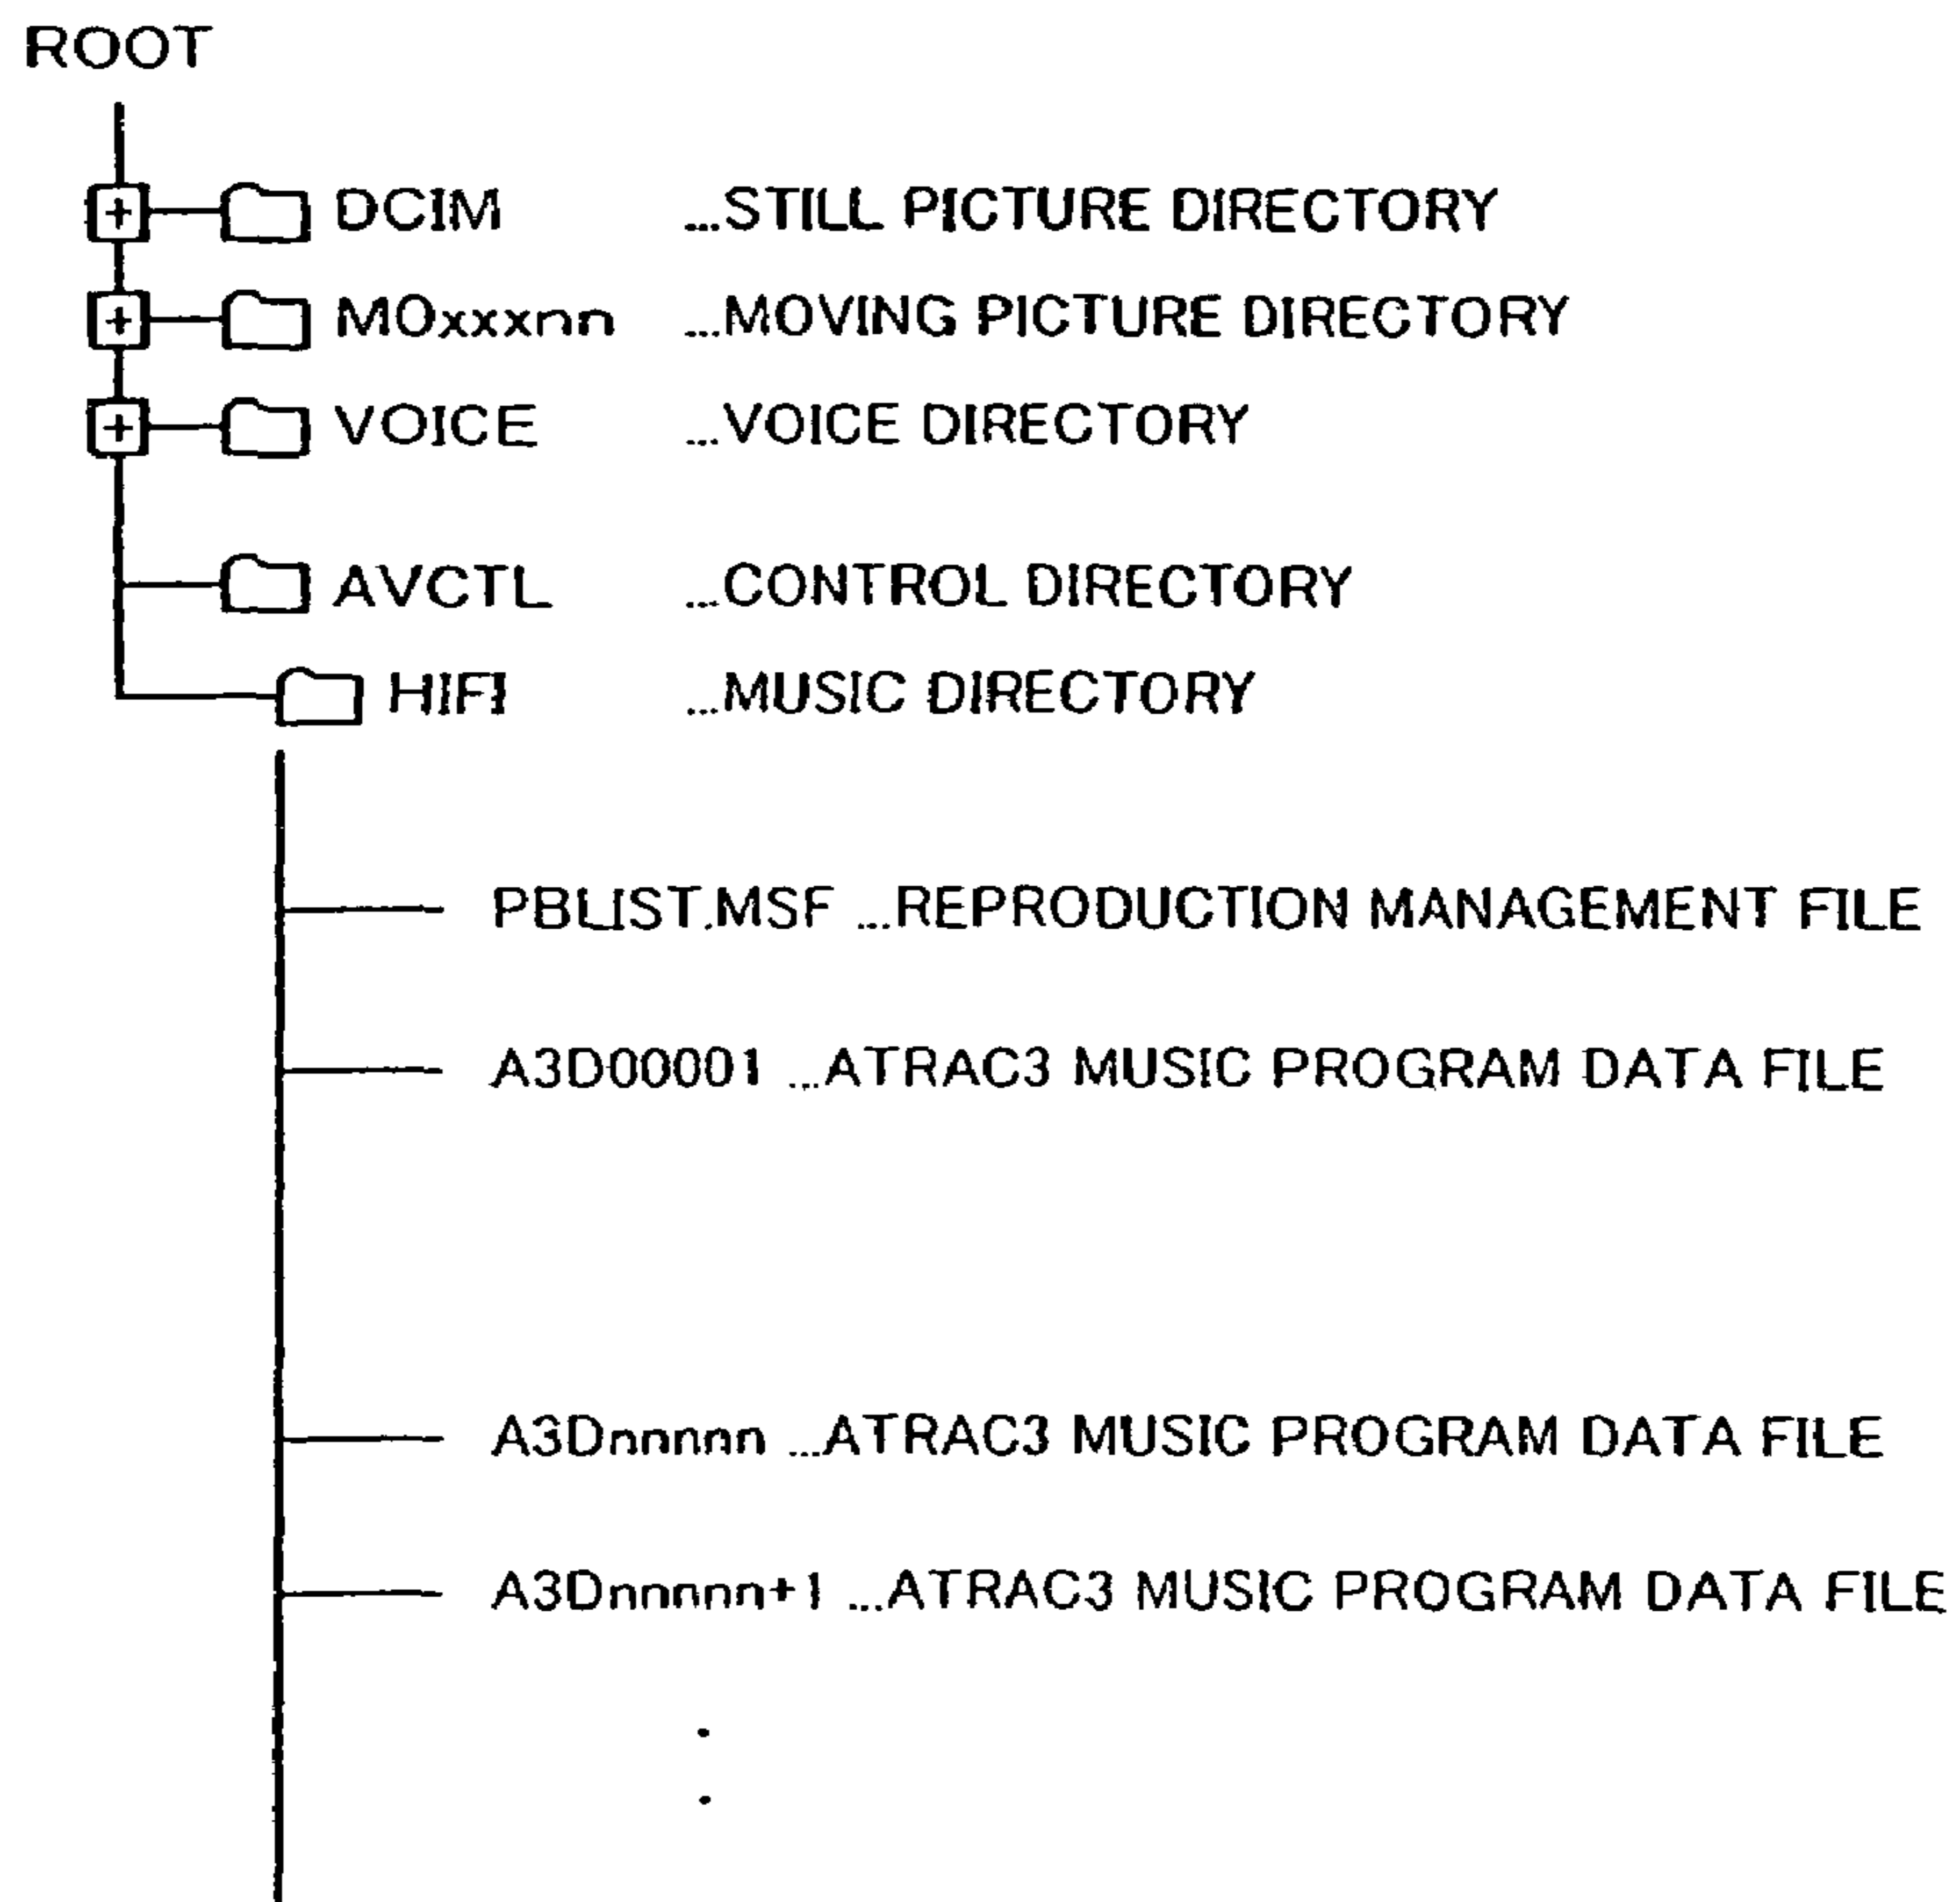 ROOT
DCIM ...STILL PICTURE DIRECTORY
MOxxxnn ...MOVING PICTURE DIRECTORY
VOICE ...VOICE DIRECTORY
AVCTL ...CONTROL DIRECTORY
HIFI ...MUSIC DIRECTORY
PBLIST.MSF ...REPRODUCTION MANAGEMENT FILE
A3D00001 ...ATRAC3 MUSIC PROGRAM DATA FILE
A3Dnnnnn ...ATRAC3 MUSIC PROGRAM DATA FILE
A3Dnnnnn+1 ...ATRAC3 MUSIC PROGRAM DATA FILE